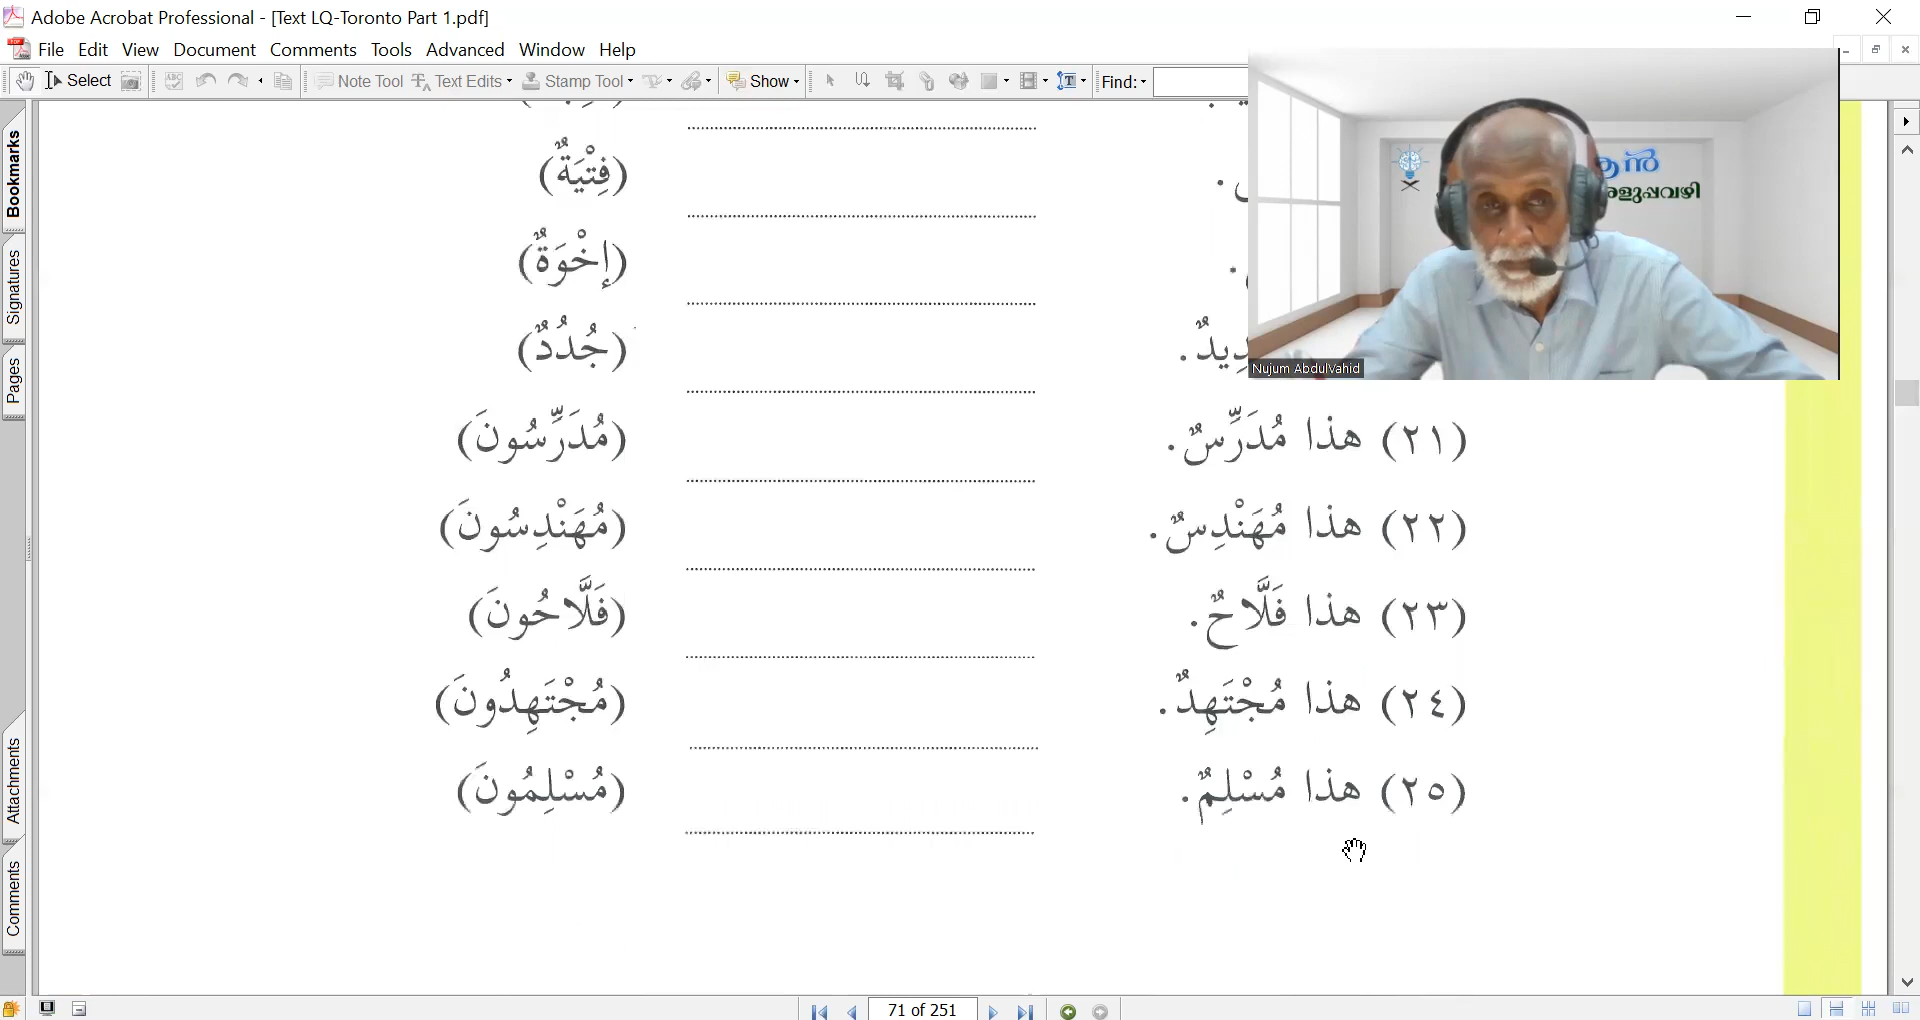 Adobe Acrobat Professional - [Text LQ-Toronto Part 1.pdf]
File Edit View Document Comments Tools Advanced Window Help
Select Note Tool Text Edits Stamp Tool Show Find:
Bookmarks
Signatures
Pages
Attachments
Comments
(فِتْيَةٌ)
(إِخْوَةٌ)
(جُدُدٌ)
(٢١) هذا مُدَرِّسٌ. (مُدَرِّسُونَ)
(٢٢) هذا مُهَنْدِسٌ. (مُهَنْدِسُونَ)
(٢٣) هذا فَلَّاحٌ. (فَلَّاحُونَ)
(٢٤) هذا مُجْتَهِدٌ. (مُجْتَهِدُونَ)
(٢٥) هذا مُسْلِمٌ. (مُسْلِمُونَ)
Nujum AbdulVahid
71 of 251